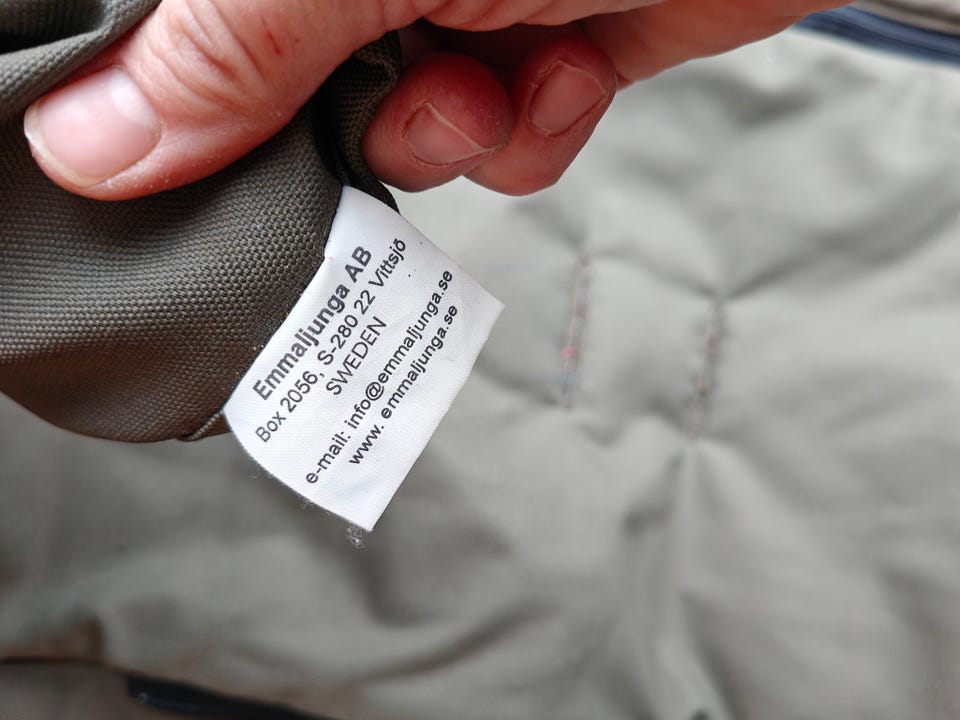 Emmaljunga AB
Box 2056, S-280 22 Vittsjö
SWEDEN
e-mail: info@emmaljunga.se
www. emmaljunga.se